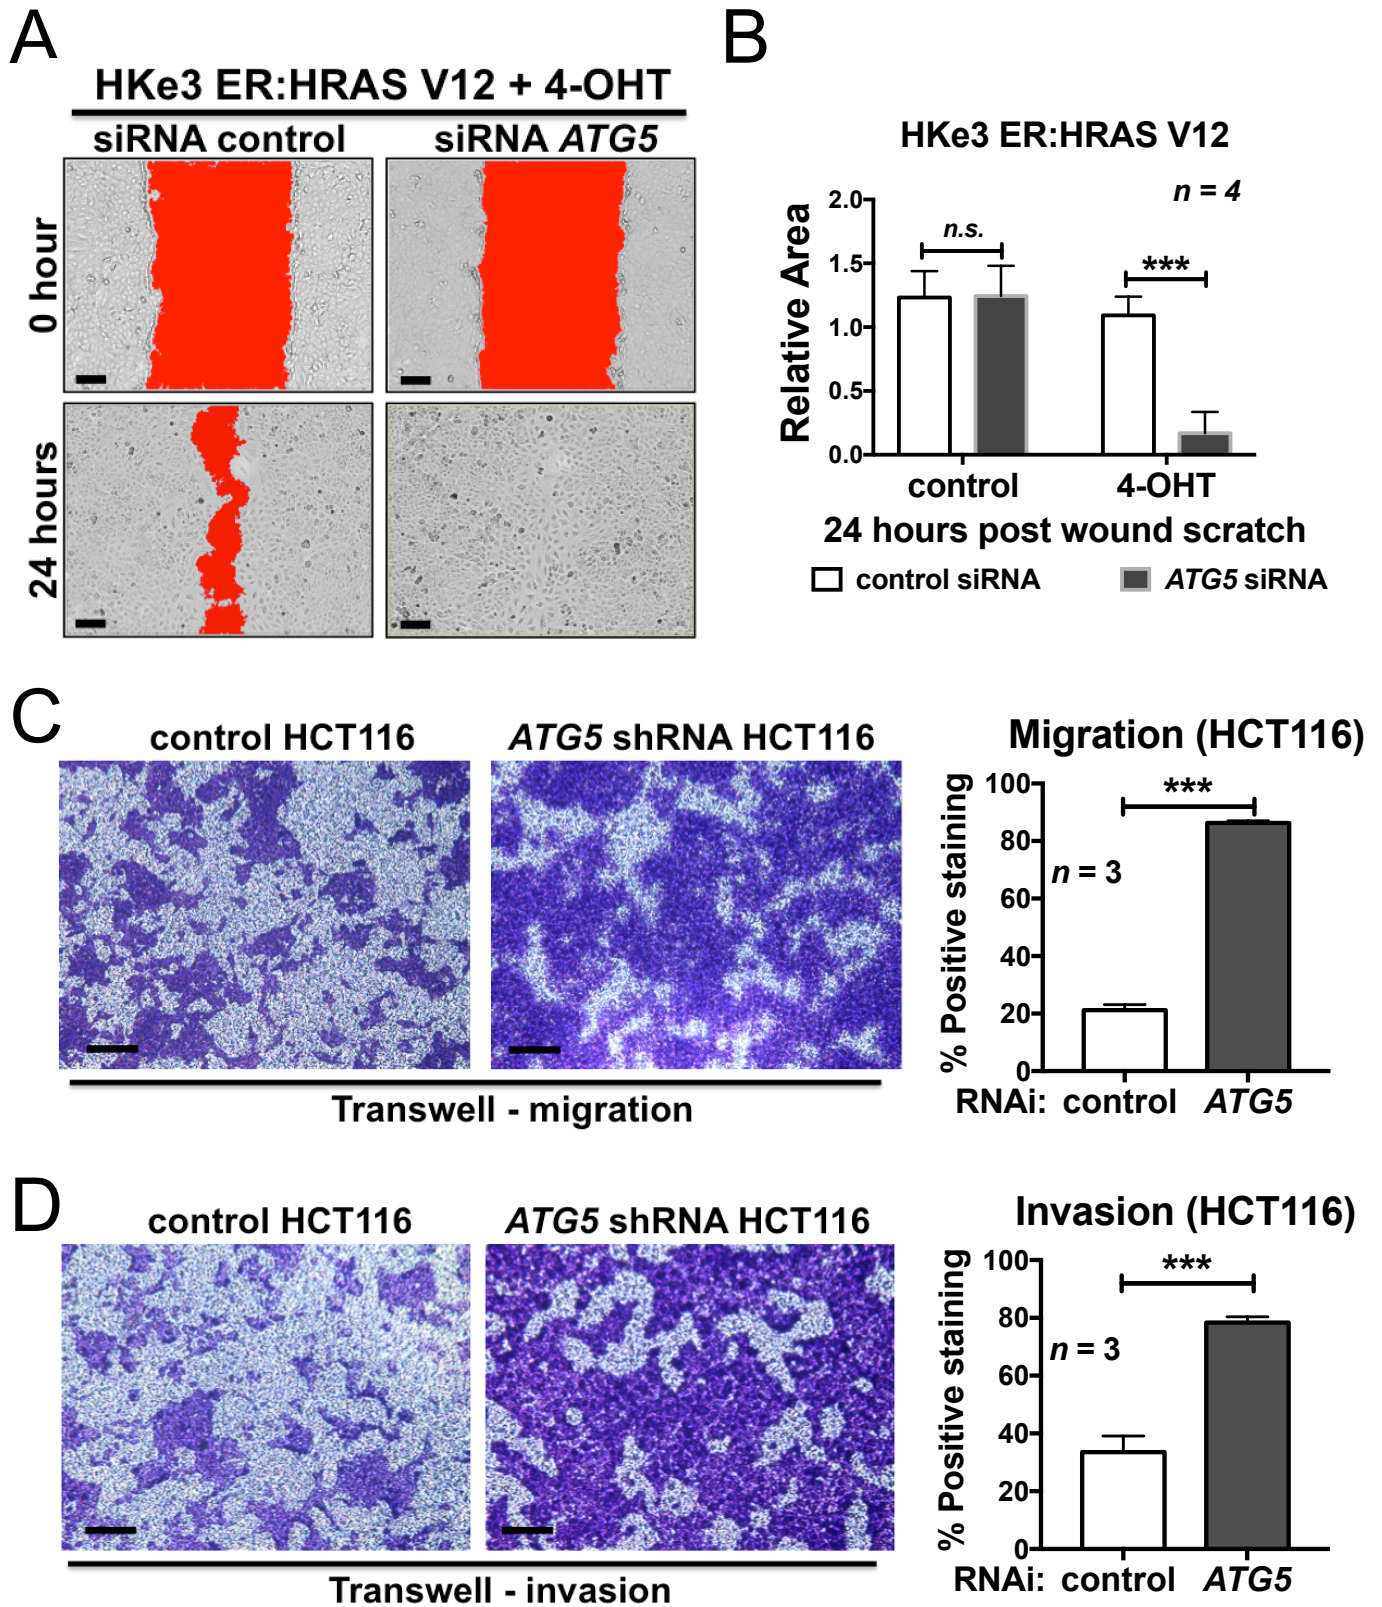 A
HKe3 ER:HRAS V12 + 4-OHT
siRNA control
siRNA ATG5
0 hour
24 hours
B
HKe3 ER:HRAS V12
n = 4
Relative Area
2.0
1.5
1.0
0.5
0.0
n.s.
***
control
4-OHT
24 hours post wound scratch
control siRNA
ATG5 siRNA
C
control HCT116
ATG5 shRNA HCT116
Transwell - migration
Migration (HCT116)
% Positive staining
100
80
60
40
20
0
***
n = 3
RNAi: control ATG5
D
control HCT116
ATG5 shRNA HCT116
Transwell - invasion
Invasion (HCT116)
% Positive staining
100
80
60
40
20
0
***
n = 3
RNAi: control ATG5